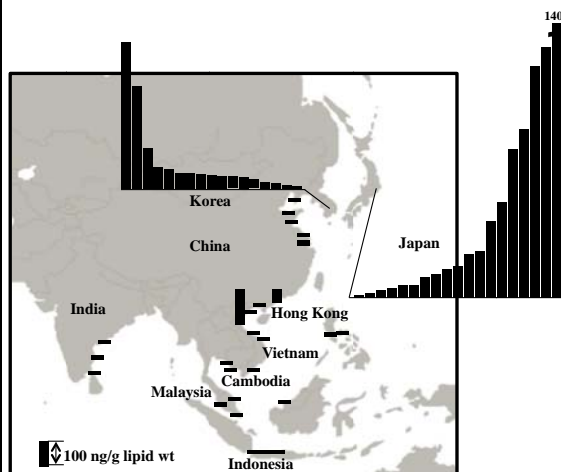 140
Korea
China
Japan
India
Hong Kong
Vietnam
Cambodia
Malaysia
100 ng/g lipid wt
Indonesia